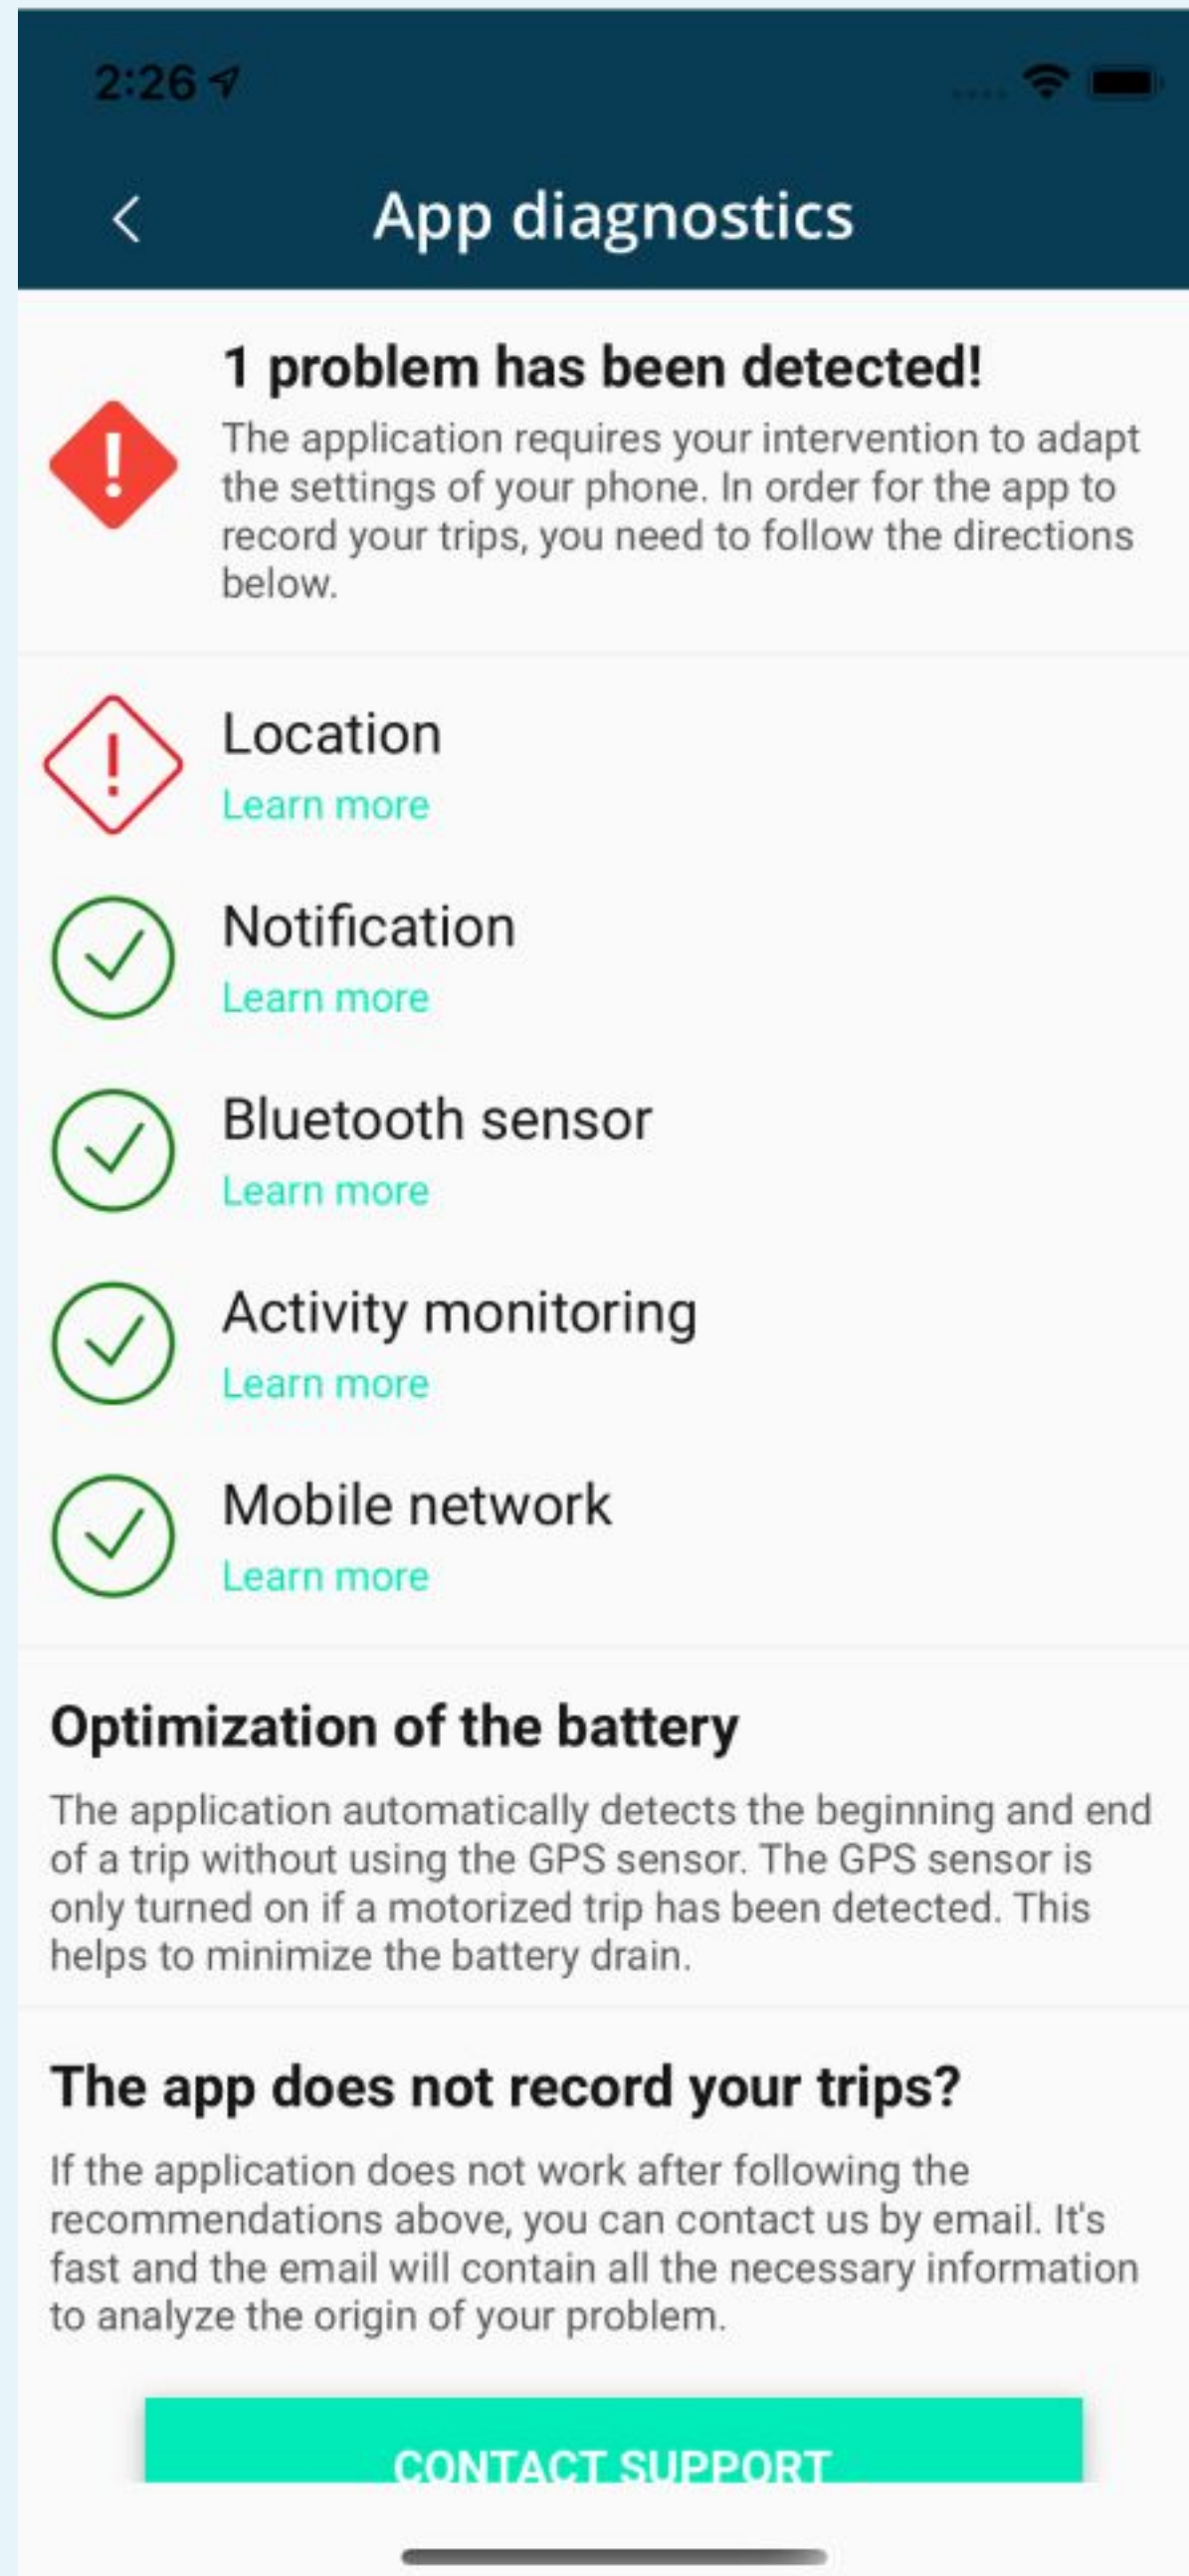 2:26
App diagnostics
1 problem has been detected!
The application requires your intervention to adapt
the settings of your phone. In order for the app to
record your trips, you need to follow the directions
below.
Location
Learn more
Notification
Learn more
Bluetooth sensor
Learn more
Activity monitoring
Learn more
Mobile network
Learn more
Optimization of the battery
The application automatically detects the beginning and end
of a trip without using the GPS sensor. The GPS sensor is
only turned on if a motorized trip has been detected. This
helps to minimize the battery drain.
The app does not record your trips?
If the application does not work after following the
recommendations above, you can contact us by email. It's
fast and the email will contain all the necessary information
to analyze the origin of your problem.
CONTACT SUPPORT